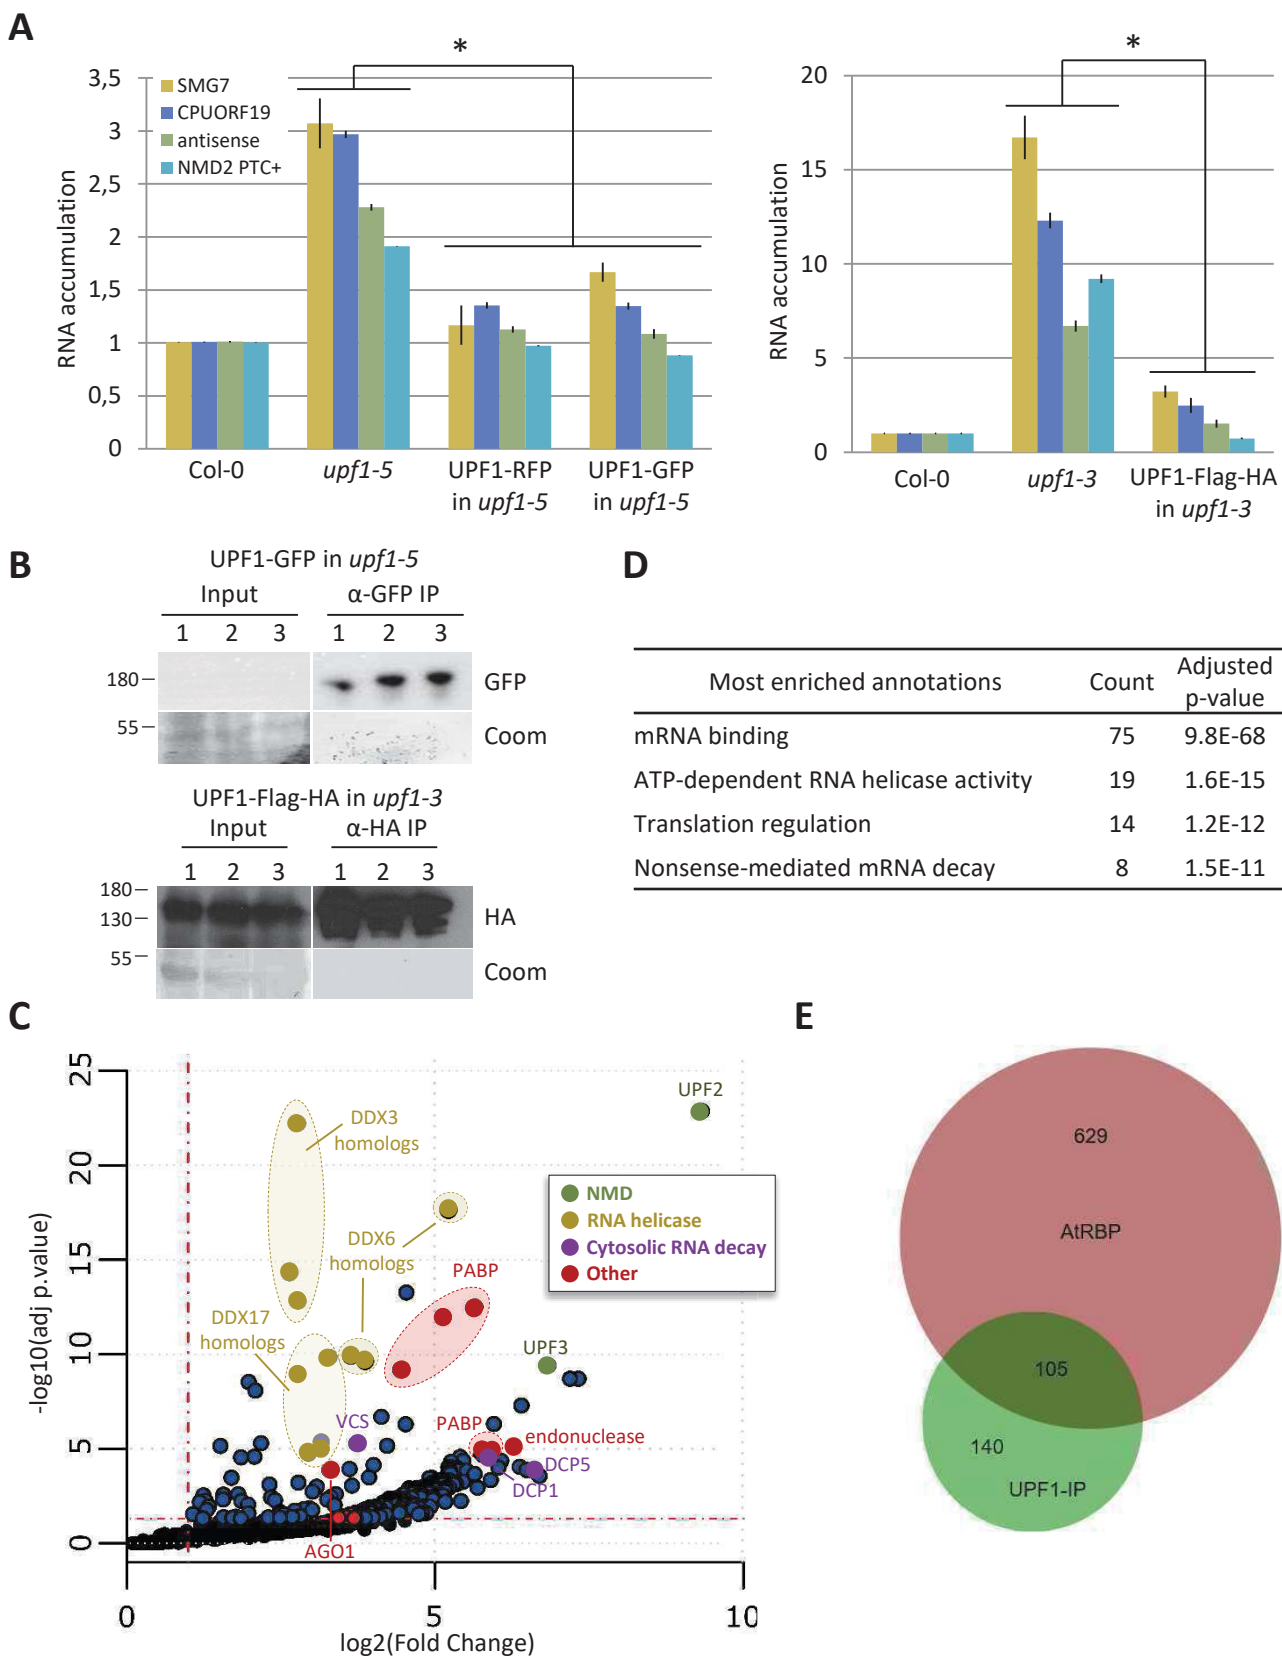 A
3,5
3
2,5
2
1,5
1
0,5
0
RNA accumulation
SMG7
CPUORF19
antisense
NMD2 PTC+
*
Col-0
upf1-5
UPF1-RFP
in upf1-5
UPF1-GFP
in upf1-5
20
15
10
5
0
RNA accumulation
*
Col-0
upf1-3
UPF1-Flag-HA
in upf1-3
B
UPF1-GFP in upf1-5
Input
α-GFP IP
1 2 3
1 2 3
180
GFP
55
Coom
UPF1-Flag-HA in upf1-3
Input
α-HA IP
1 2 3
1 2 3
180
130
HA
55
Coom
D
Most enriched annotations Count Adjusted
p-value
mRNA binding 75 9.8E-68
ATP-dependent RNA helicase activity 19 1.6E-15
Translation regulation 14 1.2E-12
Nonsense-mediated mRNA decay 8 1.5E-11
C
25
20
15
10
5
0
-log10(adj p.value)
UPF2
DDX3
homologs
DDX6
homologs
PABP
DDX17
homologs
UPF3
VCS
PABP
endonuclease
DCP5
DCP1
AGO1
NMD
RNA helicase
Cytosolic RNA decay
Other
0
5
10
log2(Fold Change)
E
629
AtRBP
105
140
UPF1-IP